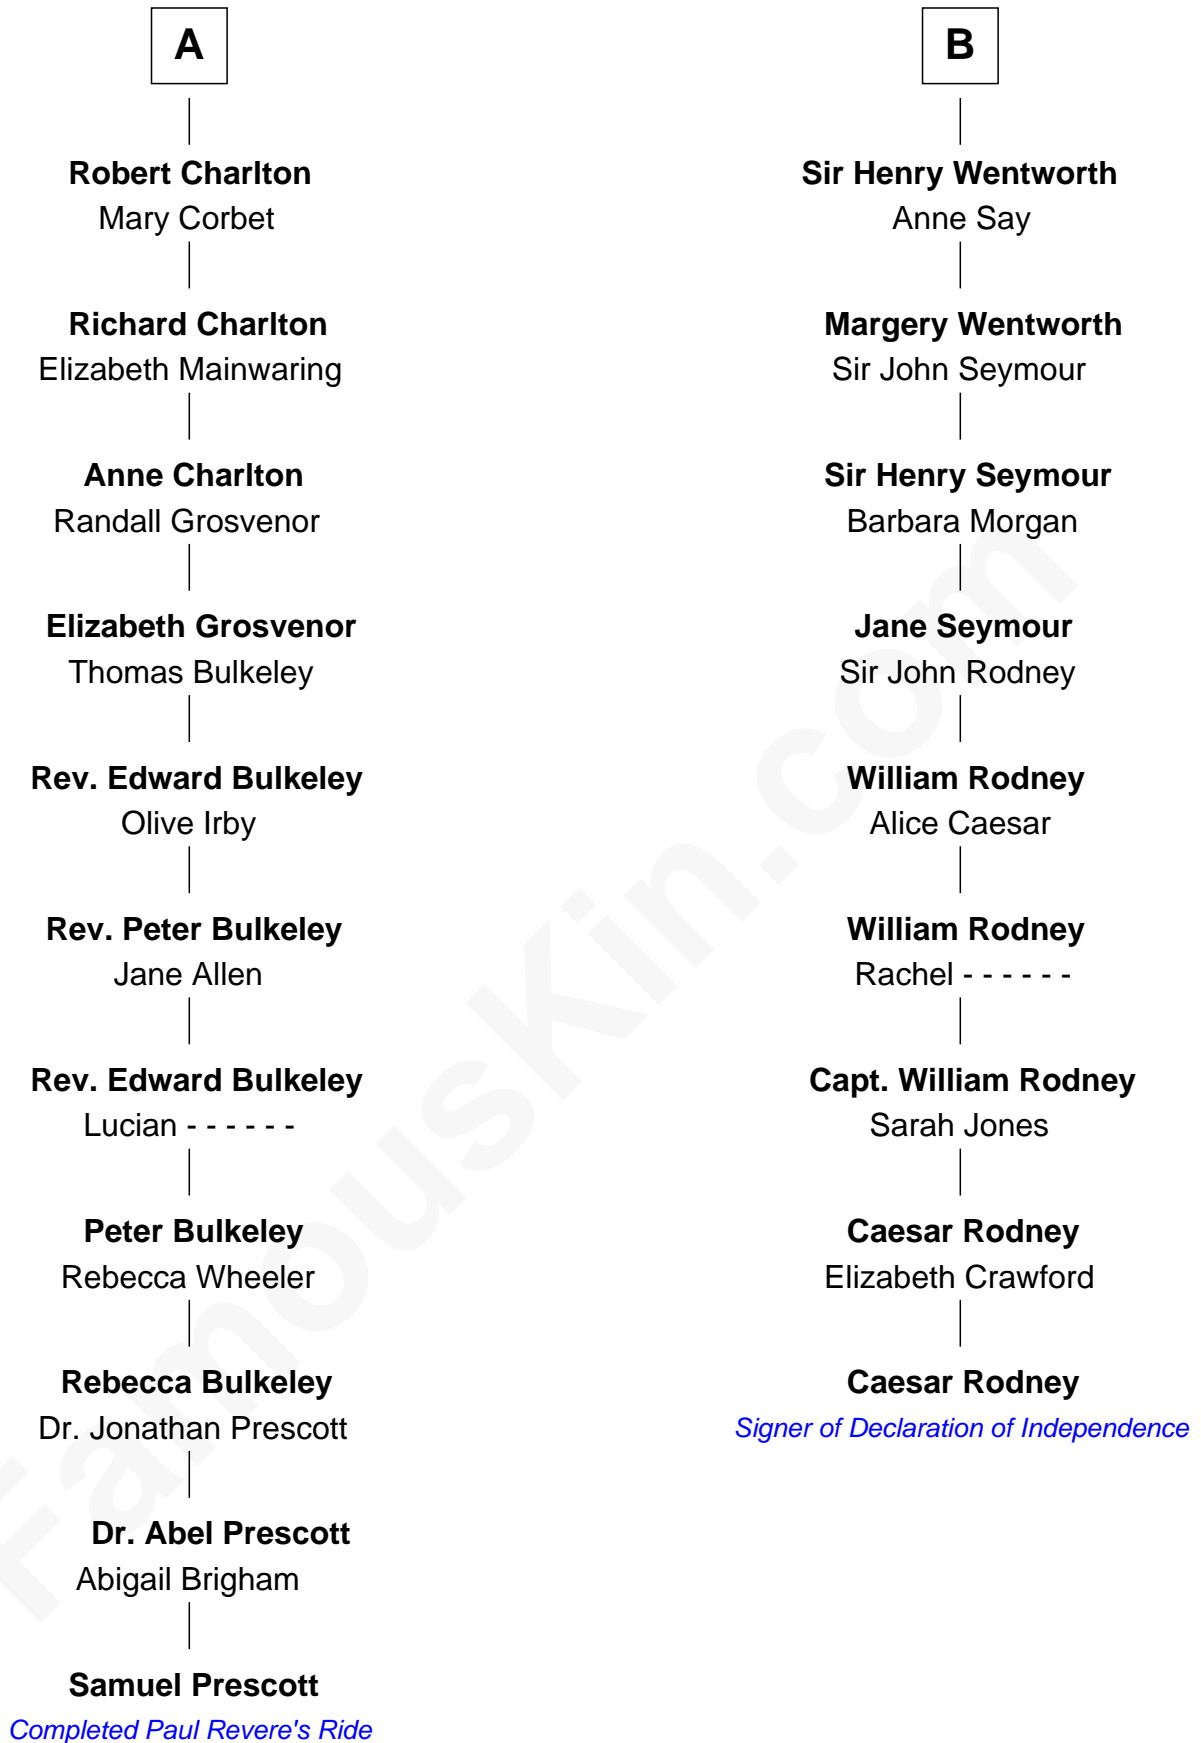 A
Robert Charlton
Mary Corbet
Richard Charlton
Elizabeth Mainwaring
Anne Charlton
Randall Grosvenor
Elizabeth Grosvenor
Thomas Bulkeley
Rev. Edward Bulkeley
Olive Irby
Rev. Peter Bulkeley
Jane Allen
Rev. Edward Bulkeley
Lucian - - - - - -
Peter Bulkeley
Rebecca Wheeler
Rebecca Bulkeley
Dr. Jonathan Prescott
Dr. Abel Prescott
Abigail Brigham
Samuel Prescott
Completed Paul Revere's Ride
B
Sir Henry Wentworth
Anne Say
Margery Wentworth
Sir John Seymour
Sir Henry Seymour
Barbara Morgan
Jane Seymour
Sir John Rodney
William Rodney
Alice Caesar
William Rodney
Rachel - - - - - -
Capt. William Rodney
Sarah Jones
Caesar Rodney
Elizabeth Crawford
Caesar Rodney
Signer of Declaration of Independence
FamousKin.com